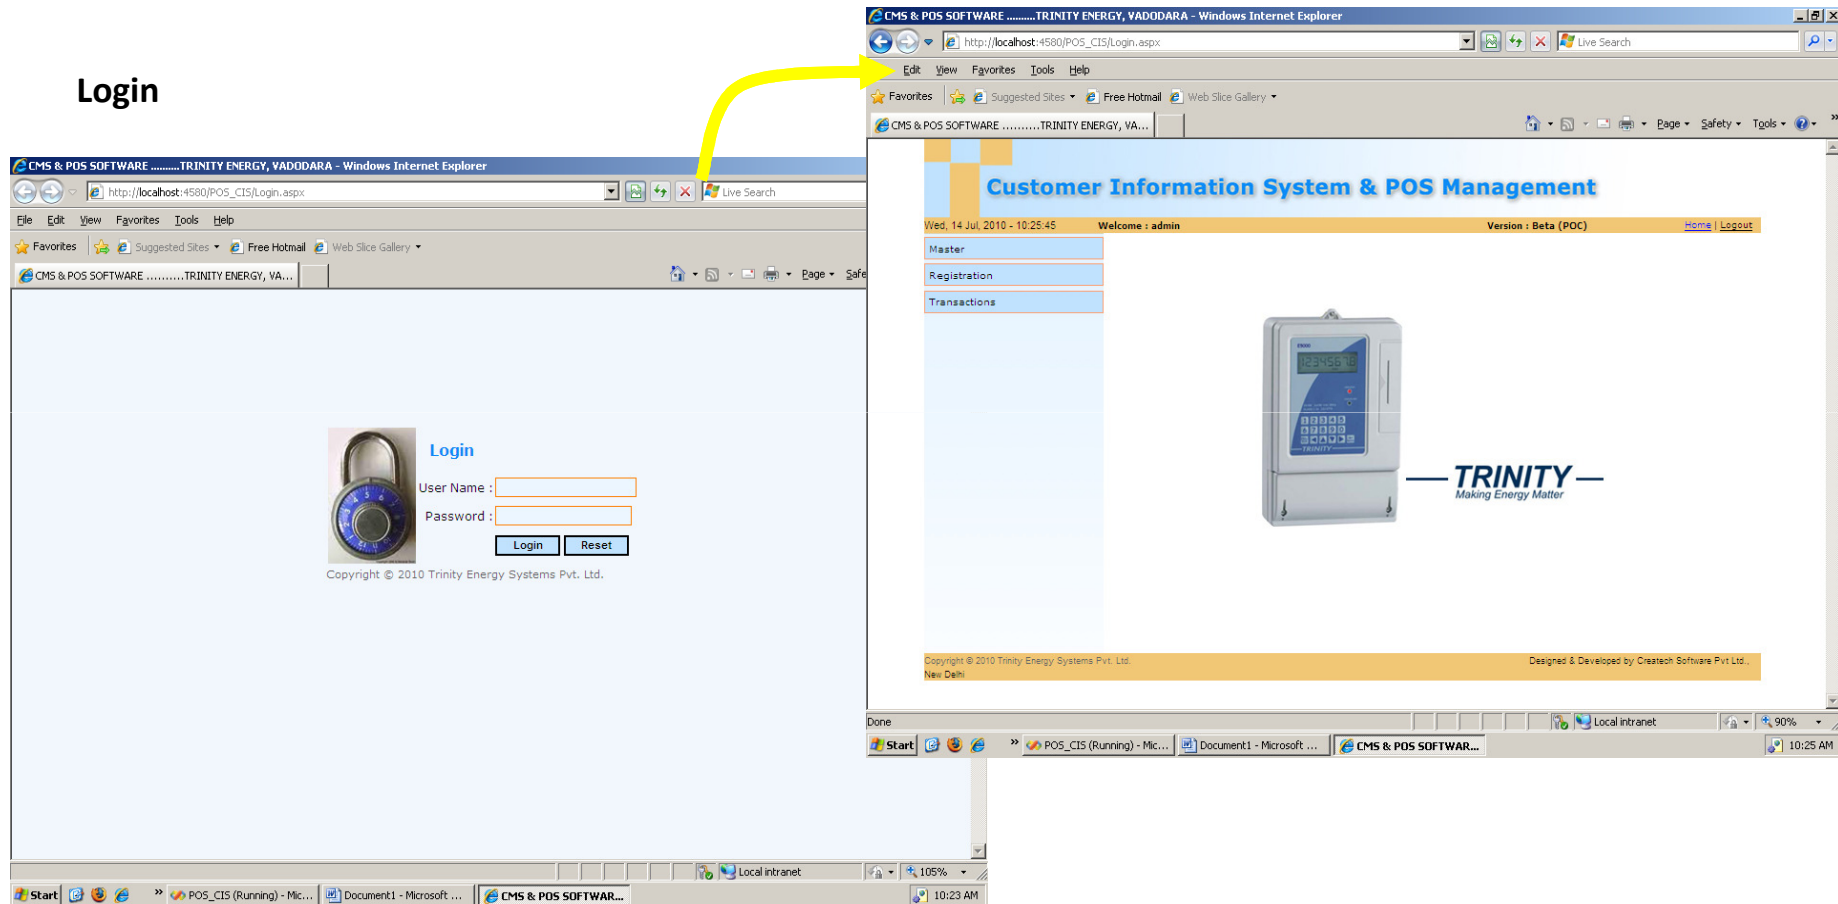 Login
CMS & POS SOFTWARE ..........TRINITY ENERGY, VADODARA - Windows Internet Explorer
http://localhost:4580/POS_CIS/Login.aspx
Live Search
File Edit View Favorites Tools Help
Favorites Suggested Sites Free Hotmail Web Slice Gallery
CMS & POS SOFTWARE ..........TRINITY ENERGY, VA...
Page Safe
Login
User Name :
Password :
Login Reset
Copyright © 2010 Trinity Energy Systems Pvt. Ltd.
Local intranet 105%
Start » POS_CIS (Running) - Mic... Document1 - Microsoft ... CMS & POS SOFTWAR... 10:23 AM
CMS & POS SOFTWARE ..........TRINITY ENERGY, VADODARA - Windows Internet Explorer
http://localhost:4580/POS_CIS/Login.aspx
Live Search
Edit View Favorites Tools Help
Favorites Suggested Sites Free Hotmail Web Slice Gallery
CMS & POS SOFTWARE ..........TRINITY ENERGY, VA...
Page Safety Tools »
Customer Information System & POS Management
Wed, 14 Jul, 2010 - 10:25:45 Welcome : admin Version : Beta (POC) Home | Logout
Master
Registration
Transactions
TRINITY
TRINITY
Making Energy Matter
Copyright © 2010 Trinity Energy Systems Pvt. Ltd. Designed & Developed by Createch Software Pvt Ltd.,
New Delhi
Done Local intranet 90%
Start » POS_CIS (Running) - Mic... Document1 - Microsoft ... CMS & POS SOFTWAR... 10:25 AM